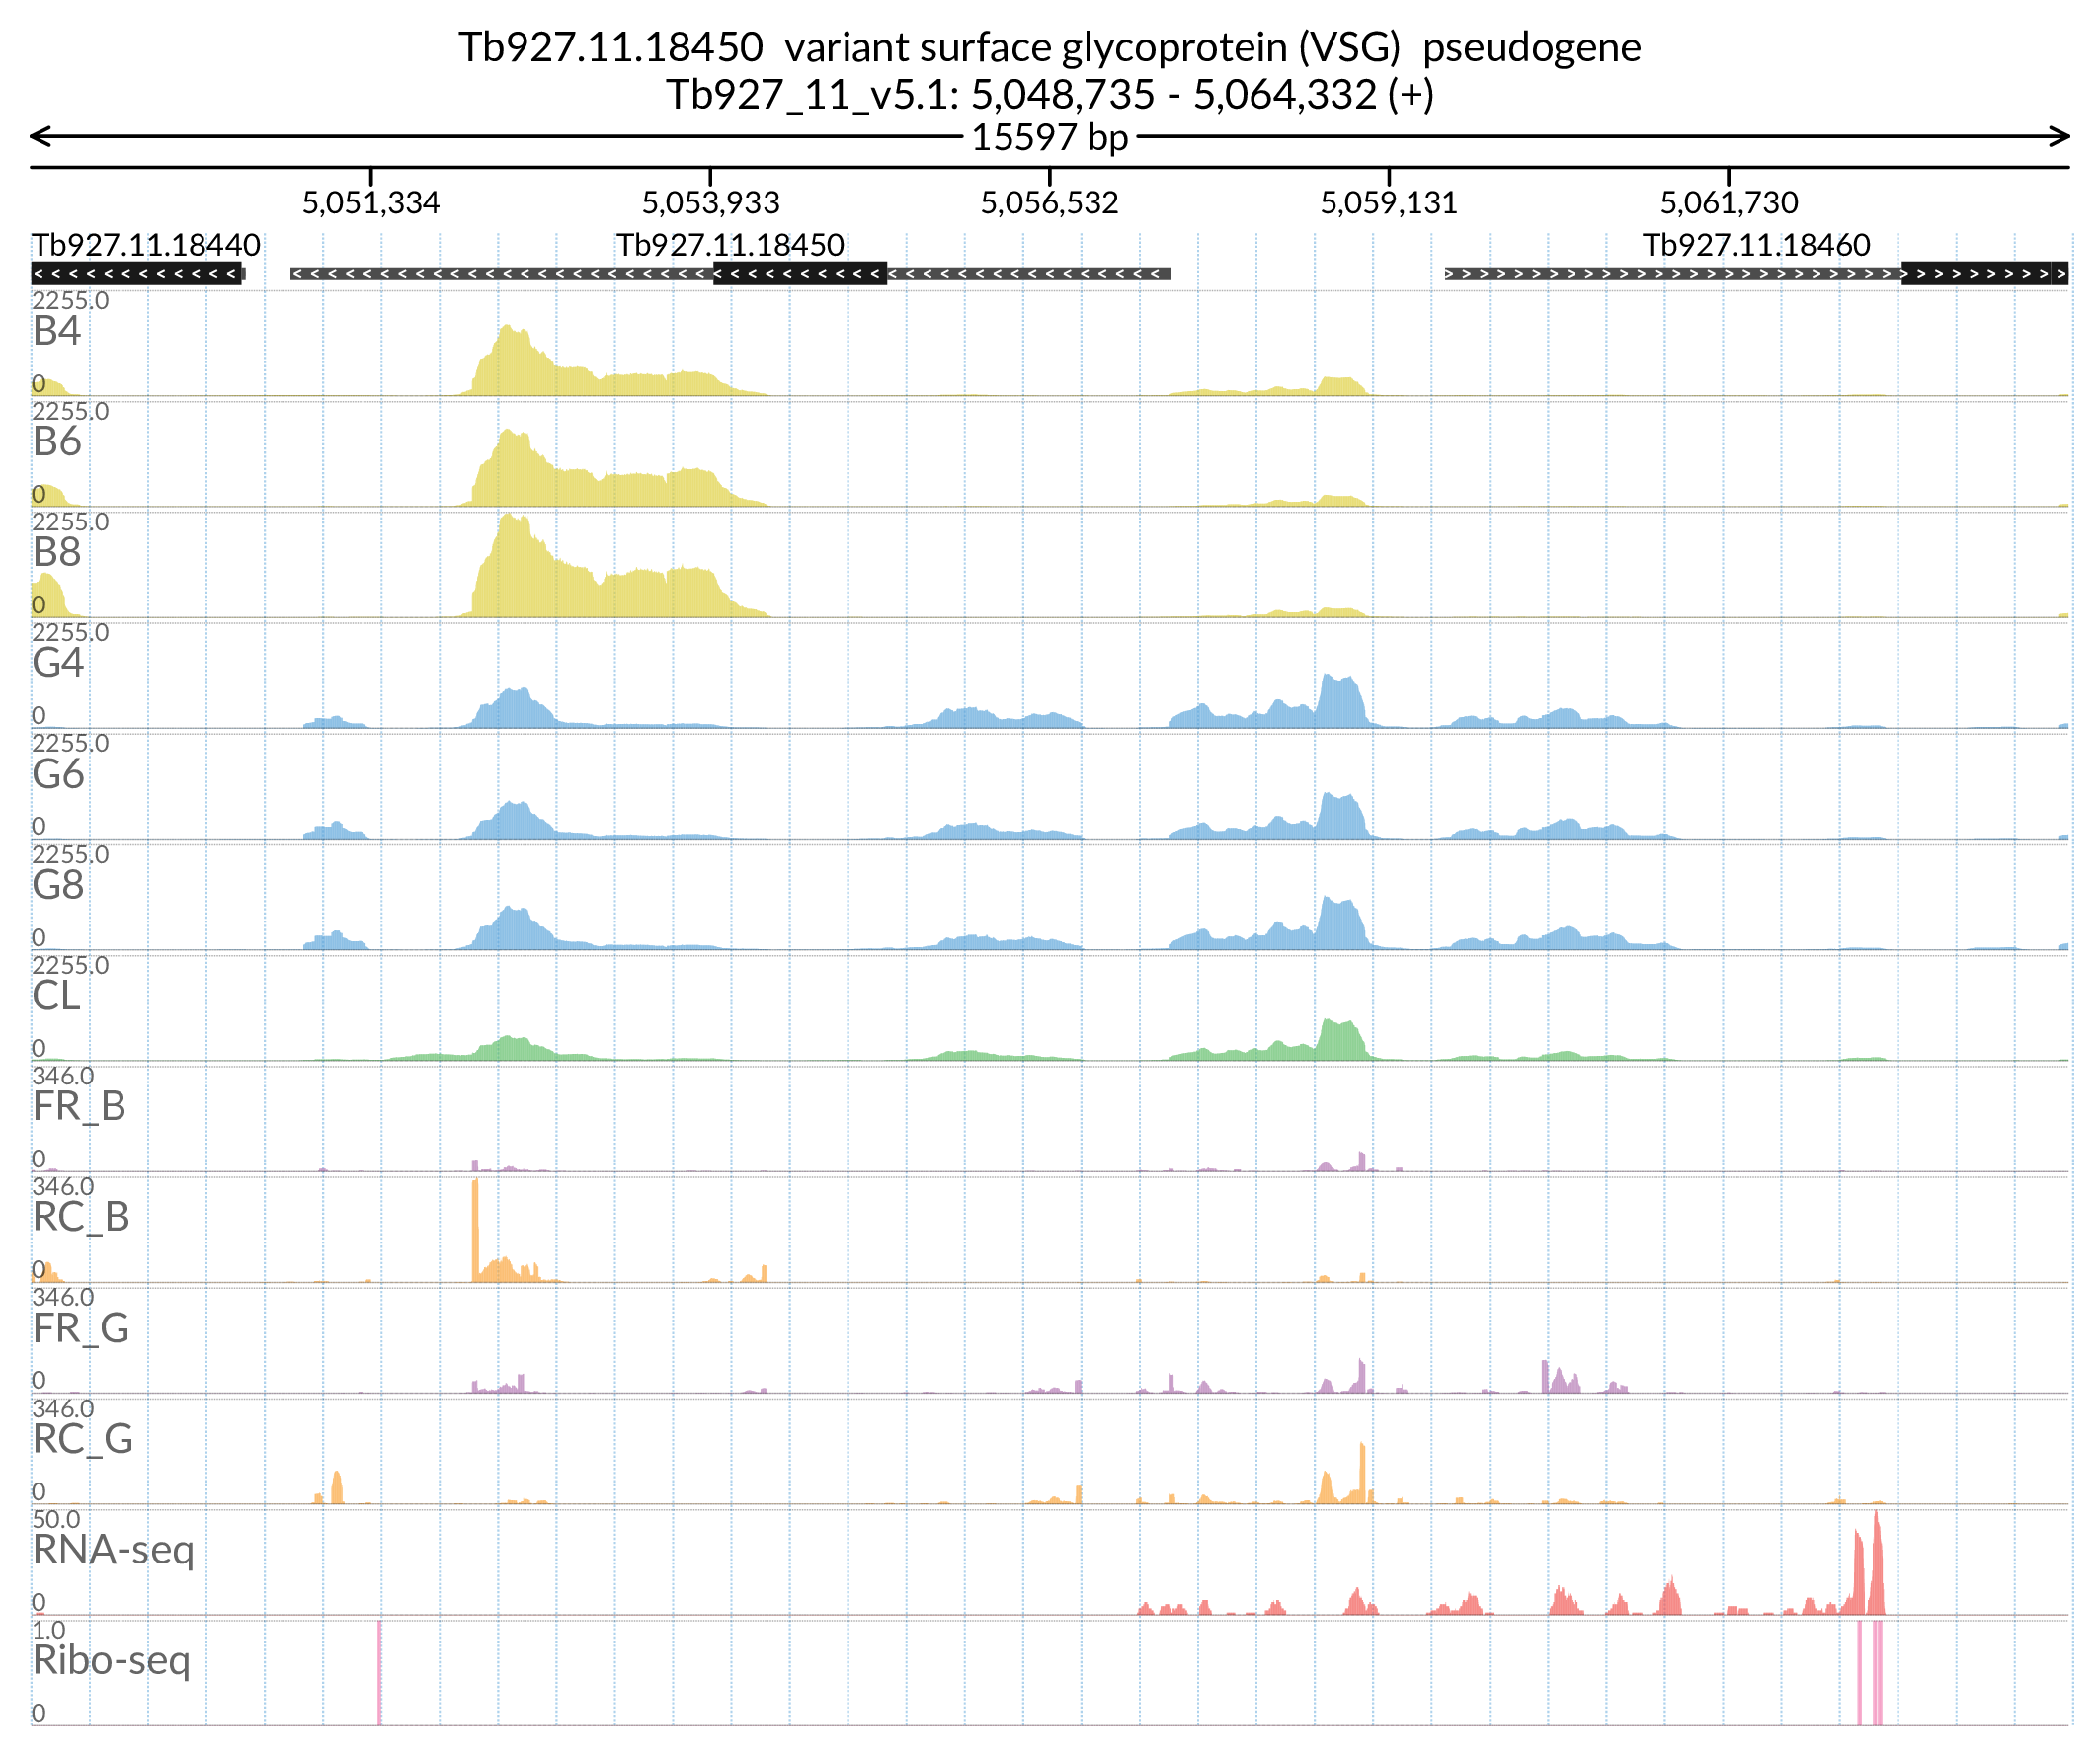 Tb927.11.18450 variant surface glycoprotein (VSG) pseudogene
Tb927_11_v5.1: 5,048,735 - 5,064,332 (+)
15597 bp
5,051,334 5,053,933 5,056,532 5,059,131 5,061,730
Tb927.11.18440 Tb927.11.18450 Tb927.11.18460
2255.0
B4
0
2255.0
B6
0
2255.0
B8
0
2255.0
G4
0
2255.0
G6
0
2255.0
G8
0
2255.0
CL
0
346.0
FR_B
0
346.0
RC_B
0
346.0
FR_G
0
346.0
RC_G
0
50.0
RNA-seq
0
1.0
Ribo-seq
0